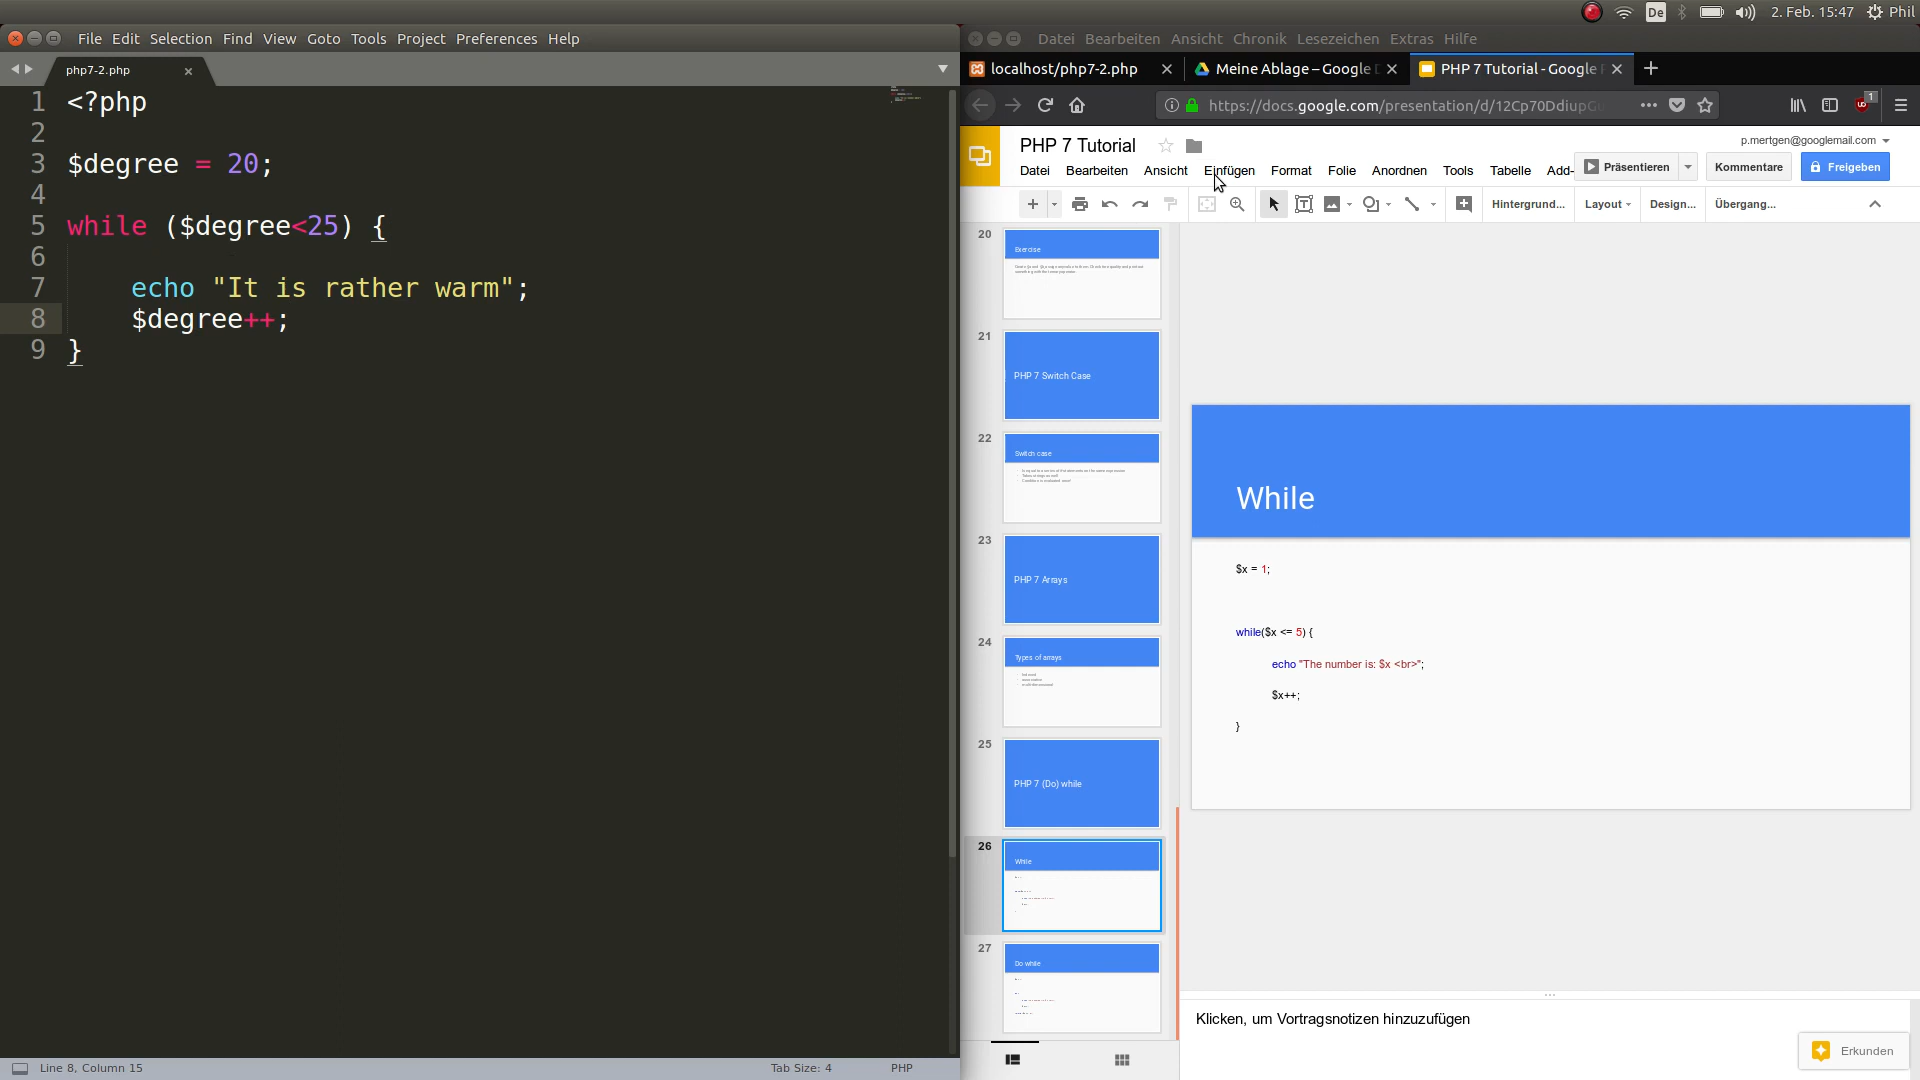 De
2. Feb. 15:47
Phil
File Edit Selection Find View Goto Tools Project Preferences Help
php7-2.php
1 <?php
2
3 $degree = 20;
4
5 while ($degree<25) {
6
7 echo "It is rather warm";
8 $degree++;
9 }
Line 8, Column 15
Tab Size: 4
PHP
Datei Bearbeiten Ansicht Chronik Lesezeichen Extras Hilfe
localhost/php7-2.php
Meine Ablage – Google
PHP 7 Tutorial - Google
https://docs.google.com/presentation/d/12Cp70Ddiup
1
PHP 7 Tutorial
p.mertgen@googlemail.com
Datei Bearbeiten Ansicht Einfügen Format Folie Anordnen Tools Tabelle Add-
Präsentieren
Kommentare
Freigeben
Hintergrund...
Layout
Design...
Übergang...
20
Exercise
21
PHP 7 Switch Case
22
Switch case
23
PHP 7 Arrays
24
Types of arrays
25
PHP 7 (Do) while
26
While
27
Do while
While
$x = 1;
while($x <= 5) {
echo "The number is: $x <br>";
$x++;
}
Klicken, um Vortragsnotizen hinzuzufügen
Erkunden